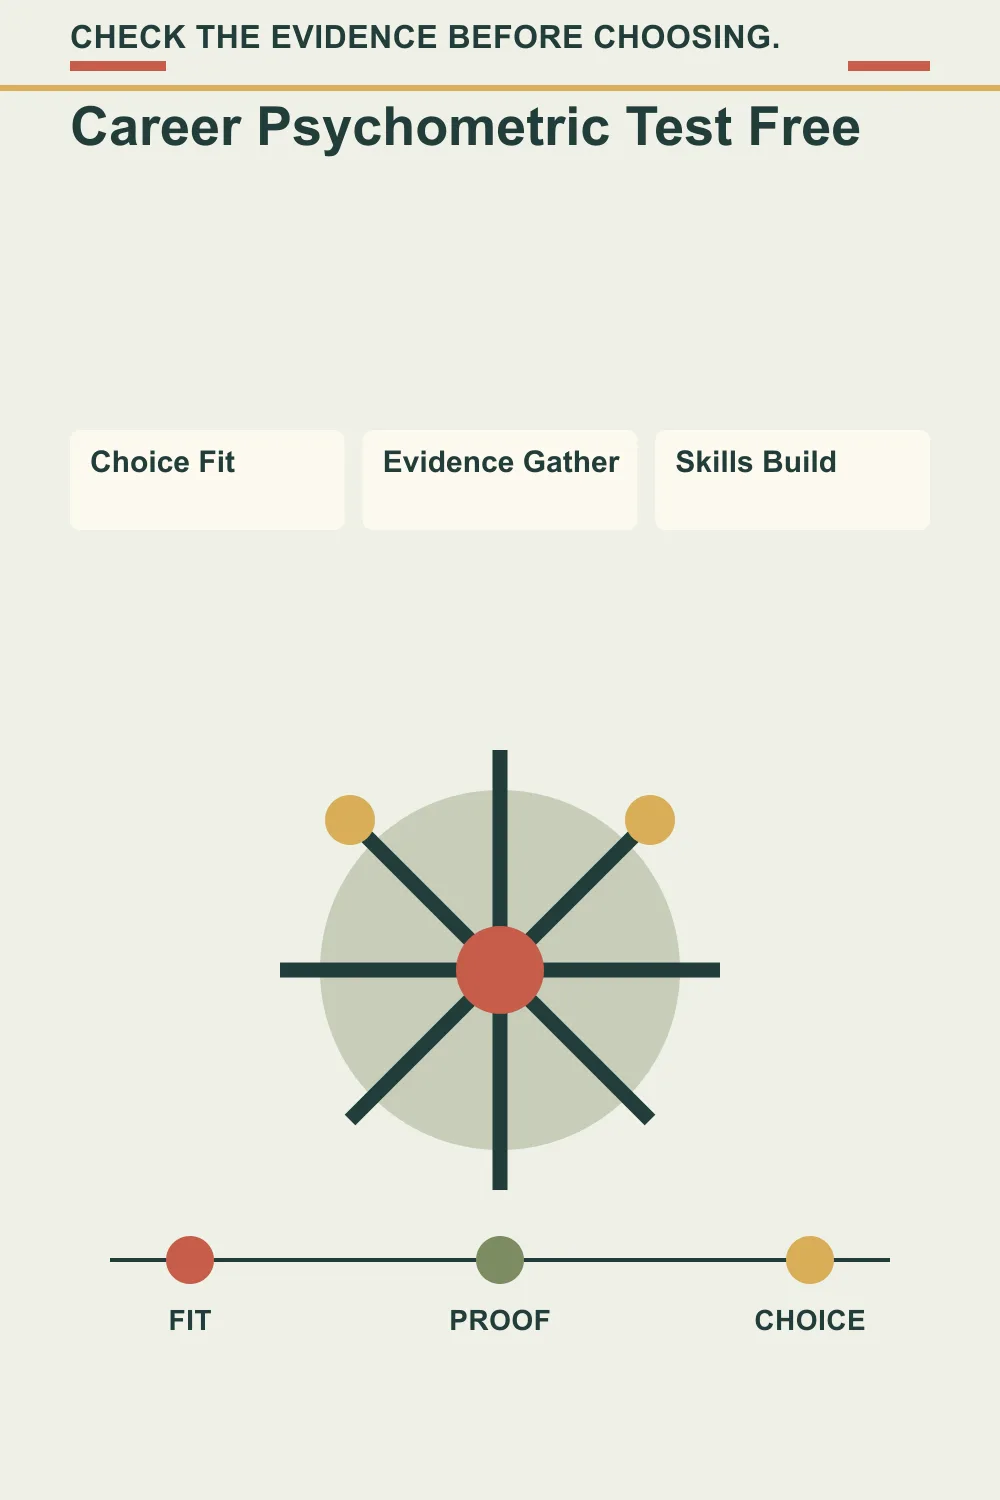 CHECK THE EVIDENCE BEFORE CHOOSING.
Career Psychometric Test Free
Choice Fit
Evidence Gather
Skills Build
FIT
PROOF
CHOICE